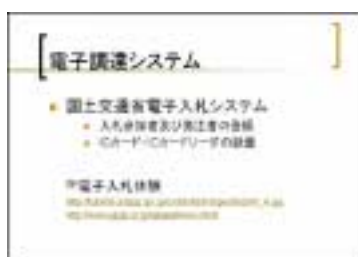 電子調達システム
国土交通省電子入札システム
入札参加者及び発注者の登録
ICカード・ICカードリーダの設置
電子入札体験